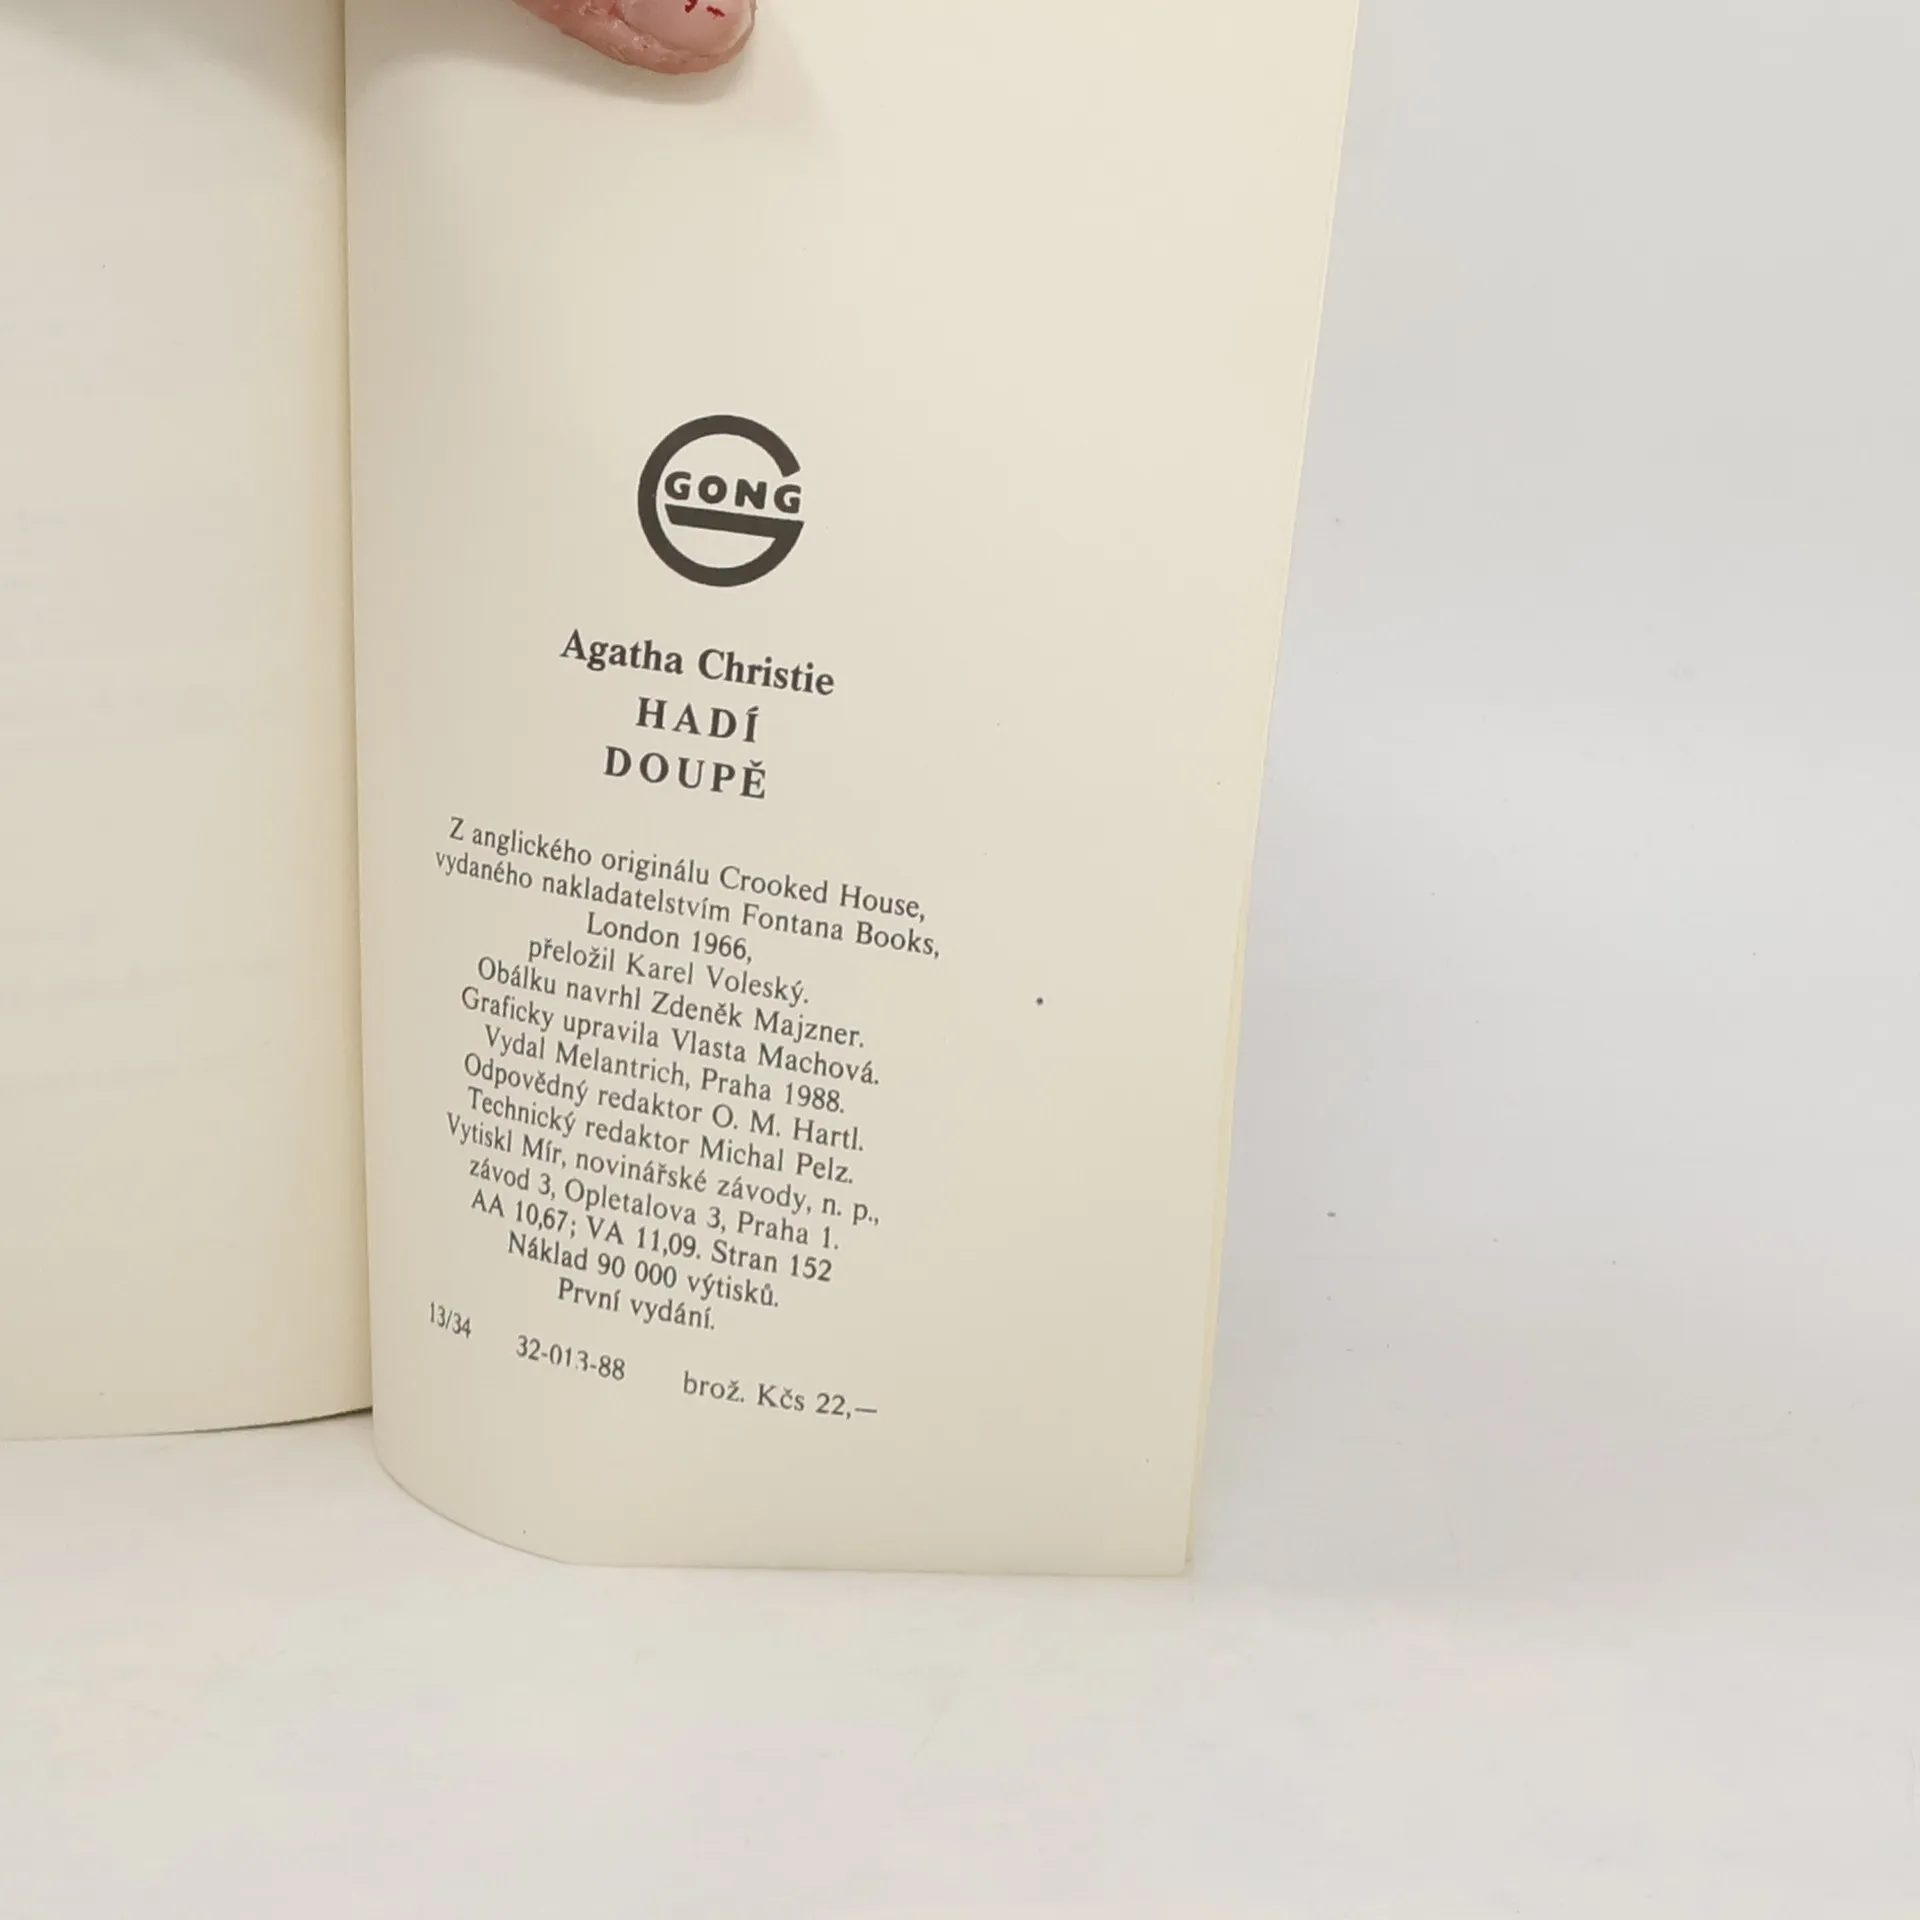 GONG
Agatha Christie
HADÍ
DOUPĚ
Z anglického originálu Crooked House,
vydaného nakladatelstvím Fontana Books,
London 1966,
přeložil Karel Voleský.
Obálku navrhl Zdeněk Majzner.
Graficky upravila Vlasta Machová.
Vydal Melantrich, Praha 1988.
Odpovědný redaktor O. M. Hartl.
Technický redaktor Michal Pelz.
Vytiskl Mír, novinářské závody, n. p.,
závod 3, Opletalova 3, Praha 1.
AA 10,67; VA 11,09. Stran 152
Náklad 90 000 výtisků.
První vydání.
13/34 32-013-88 brož. Kčs 22,—